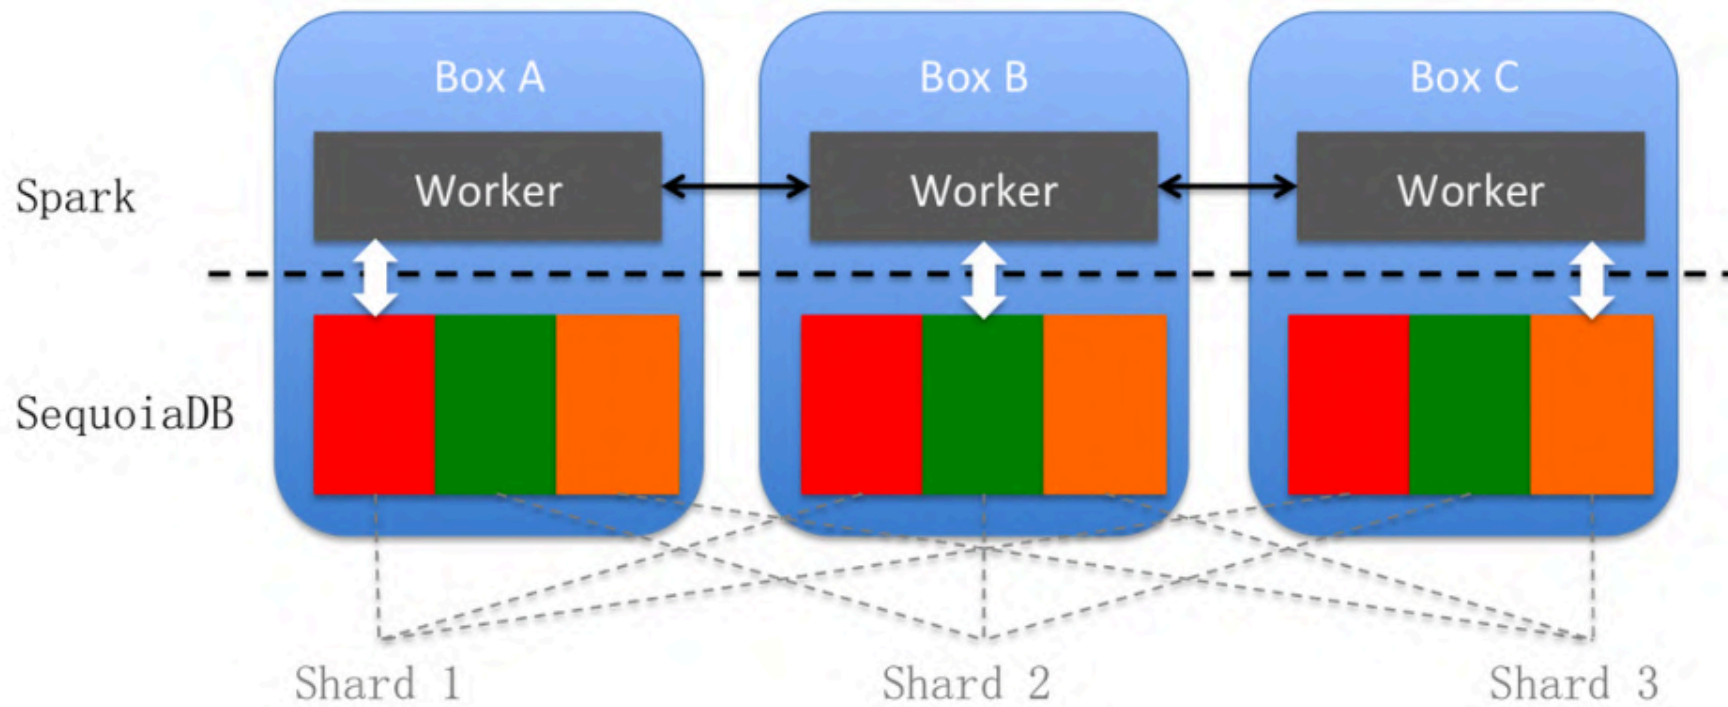 Box A
Box B
Box C
Spark
Worker
Worker
Worker
SequoiaDB
Shard 1
Shard 2
Shard 3